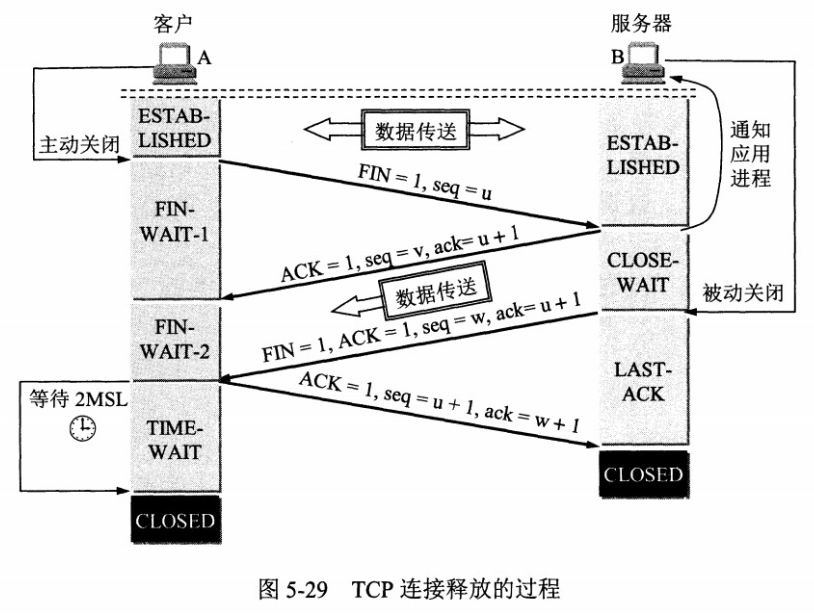 客户
服务器
A
B
主动关闭
ESTAB-
LISHED
数据传送
ESTAB-
LISHED
通知
应用
进程
FIN = 1, seq = u
FIN-
WAIT-1
ACK = 1, seq = v, ack= u + 1
CLOSE-
WAIT
数据传送
被动关闭
FIN-
WAIT-2
FIN = 1, ACK = 1, seq = w, ack= u + 1
ACK = 1, seq = u + 1, ack = w + 1
LAST-
ACK
等待 2MSL
TIME-
WAIT
CLOSED
CLOSED
图 5-29 TCP 连接释放的过程